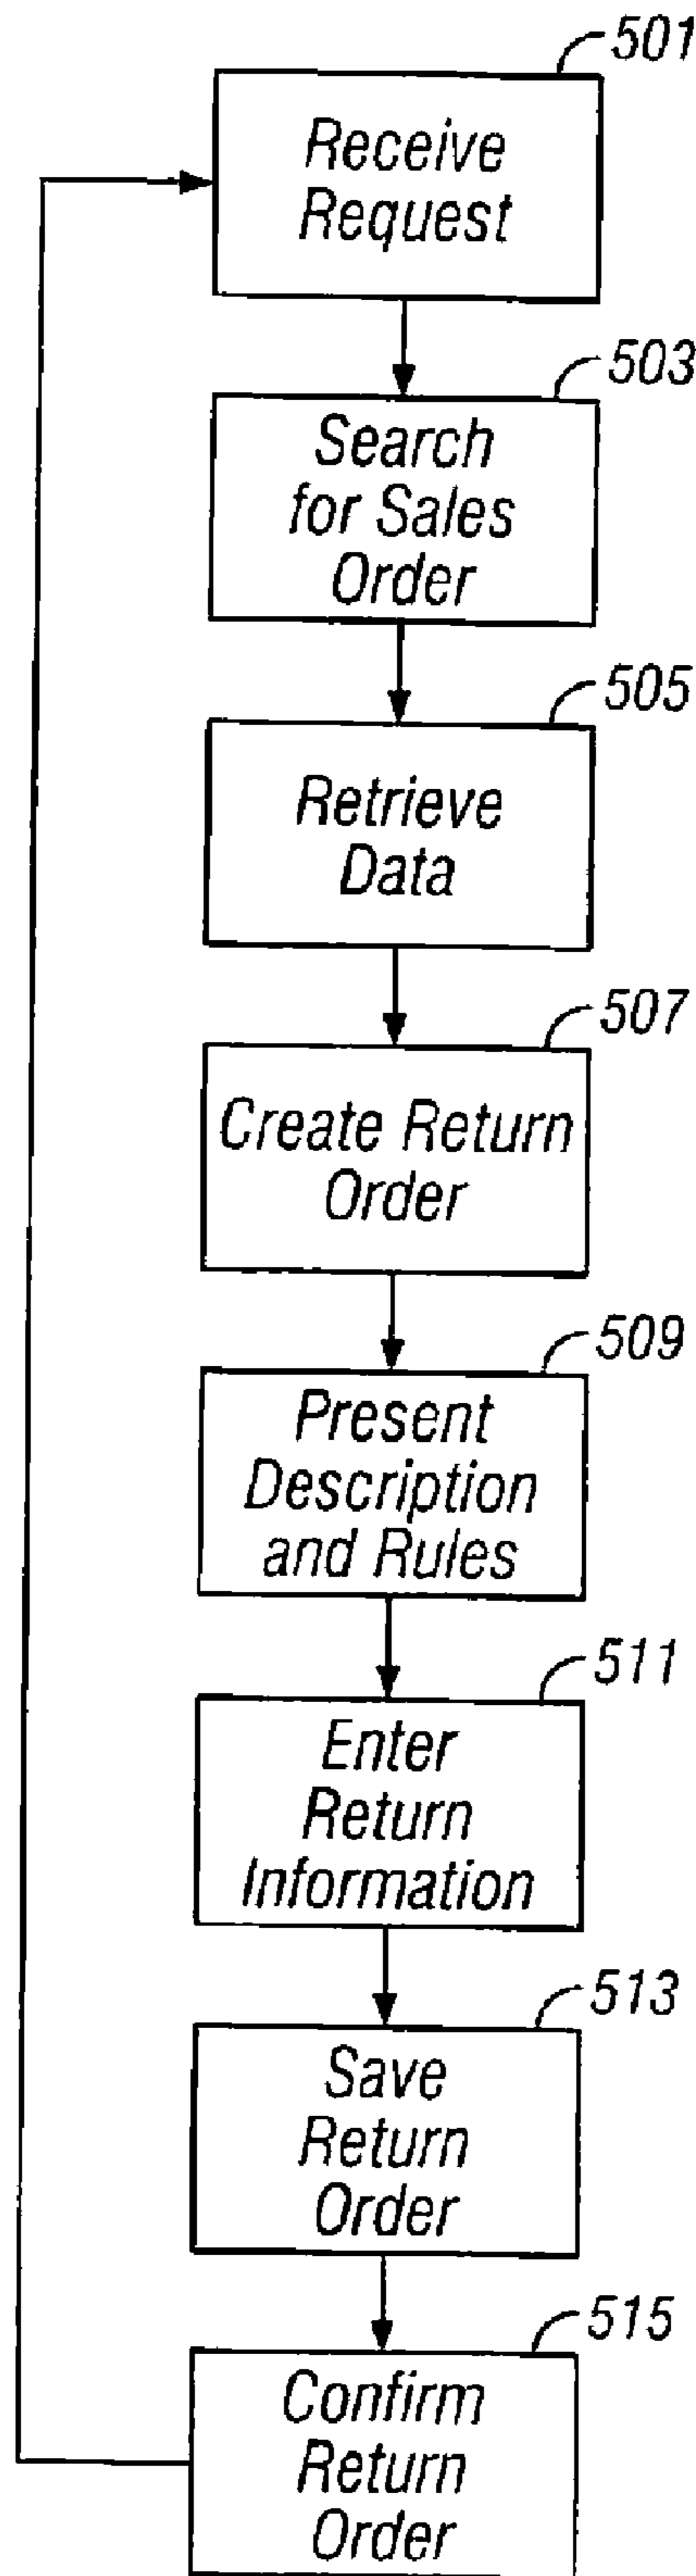 501
Receive
Request
503
Search
for Sales
Order
505
Retrieve
Data
507
Create Return
Order
509
Present
Description
and Rules
511
Enter
Return
Information
513
Save
Return
Order
515
Confirm
Return
Order